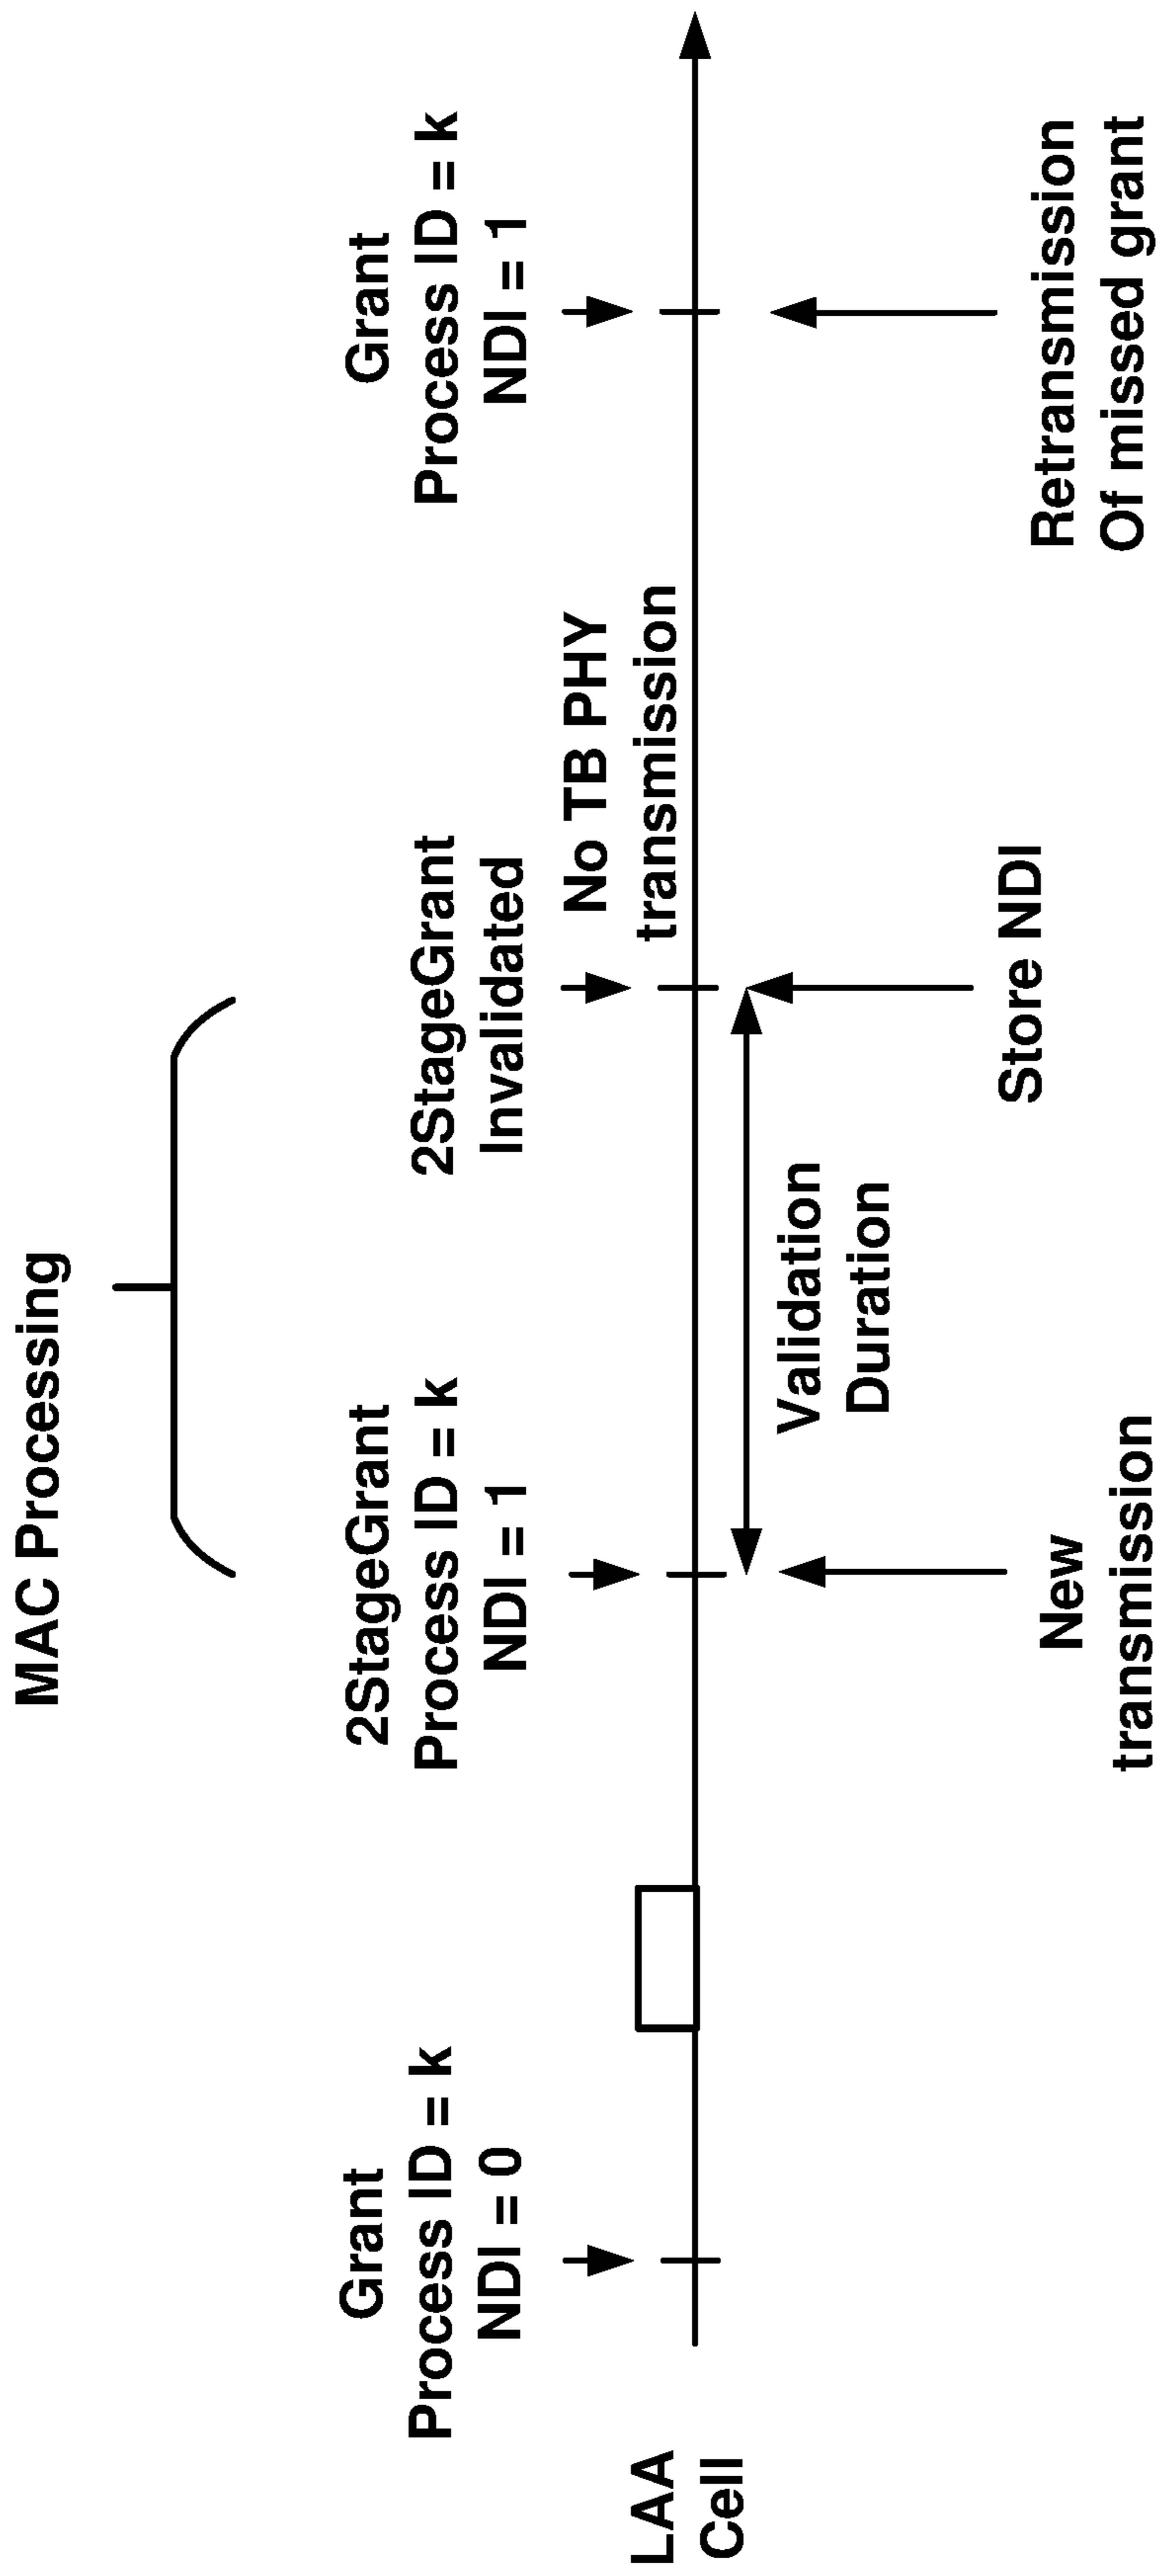 MAC Processing
Grant
Process ID = k
NDI = 0
2StageGrant
Process ID = k
NDI = 1
2StageGrant
Invalidated
Grant
Process ID = k
NDI = 1
No TB PHY
transmission
LAA
Cell
Validation
Duration
New
transmission
Store NDI
Retransmission
Of missed grant